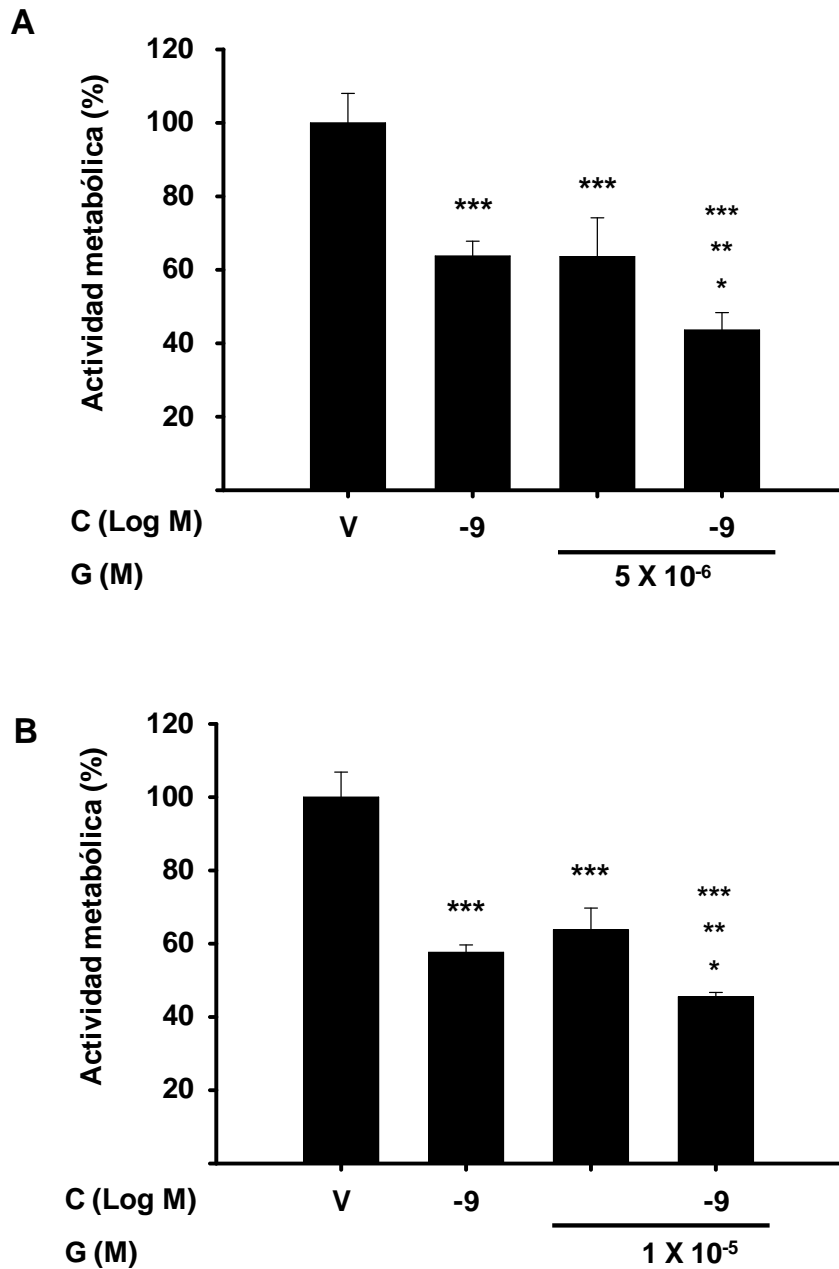 A
Actividad metabólica (%)
120
100
80
60
40
20
***
***
***
**
*
C (Log M) V -9 -9
G (M) 5 X 10⁻⁶
B
Actividad metabólica (%)
120
100
80
60
40
20
***
***
***
**
*
C (Log M) V -9 -9
G (M) 1 X 10⁻⁵